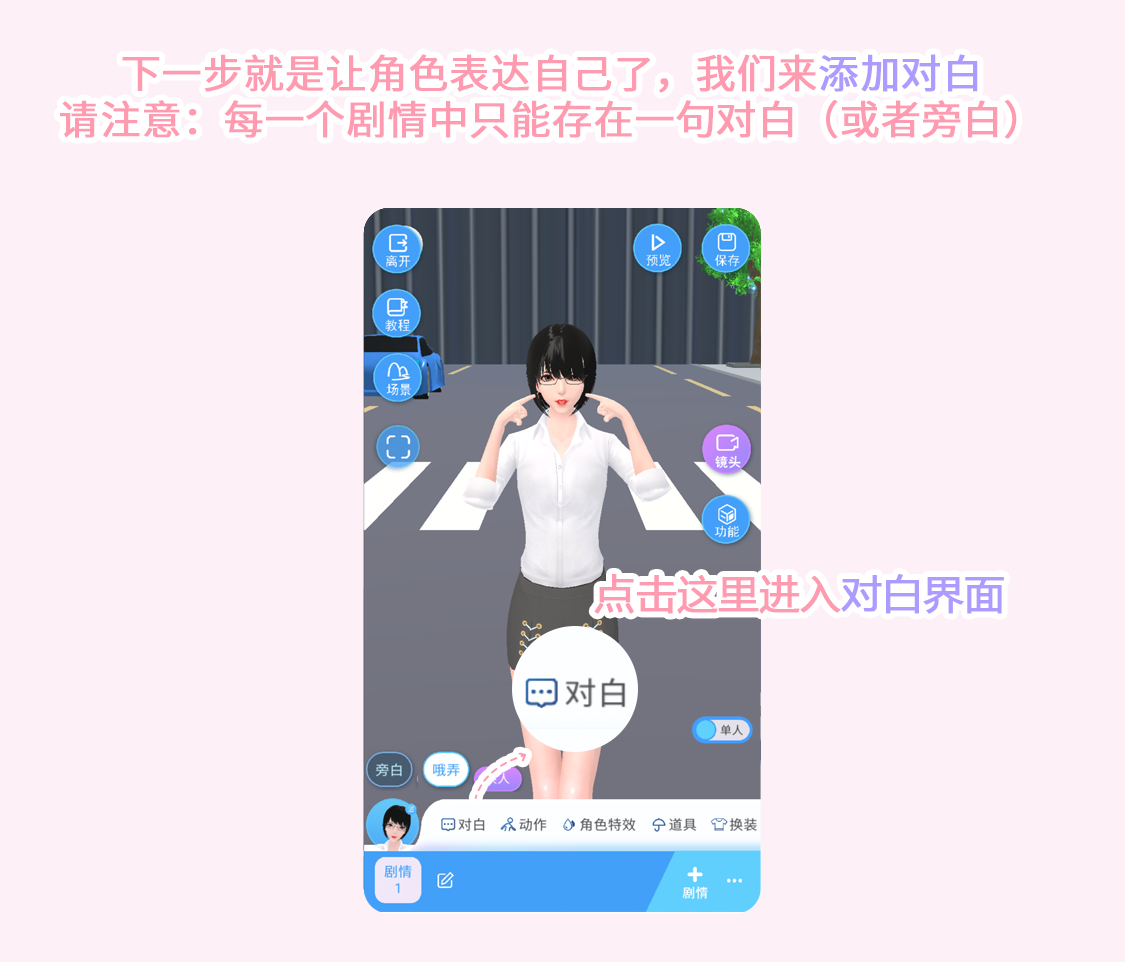 下一步就是让角色表达自己了，我们来添加对白
请注意：每一个剧情中只能存在一句对白（或者旁白）
离开
预览
保存
教程
场景
镜头
功能
点击这里进入对白界面
对白
单人
旁白
哦弄
人
对白
动作
角色特效
道具
换装
剧情
1
剧情